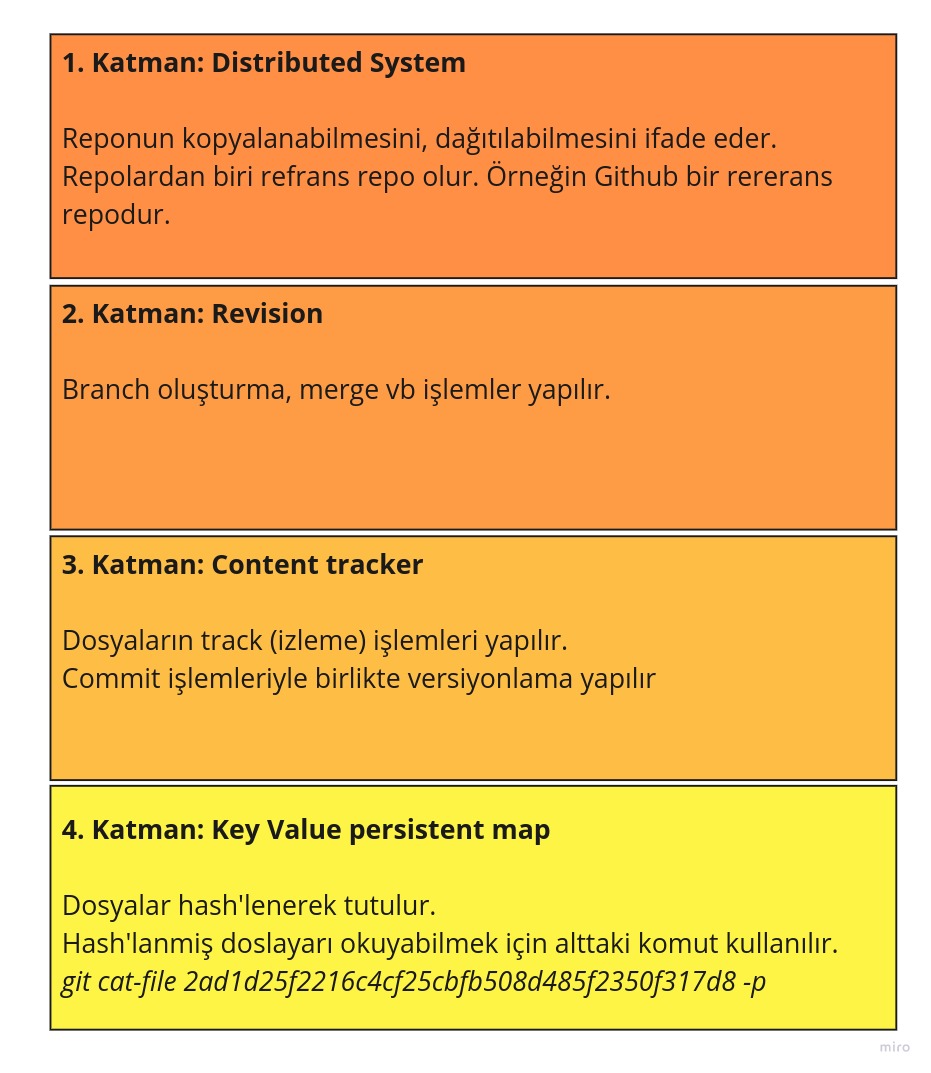 1. Katman: Distributed System
Reponun kopyalanabilmesini, dağıtılabilmesini ifade eder.
Repolardan biri refrans repo olur. Örneğin Github bir rererans
repodur.
2. Katman: Revision
Branch oluşturma, merge vb işlemler yapılır.
3. Katman: Content tracker
Dosyaların track (izleme) işlemleri yapılır.
Commit işlemleriyle birlikte versiyonlama yapılır
4. Katman: Key Value persistent map
Dosyalar hash'lenerek tutulur.
Hash'lanmiş doslayarı okuyabilmek için alttaki komut kullanılır.
git cat-file 2ad1d25f2216c4cf25cbfb508d485f2350f317d8 -p
miro